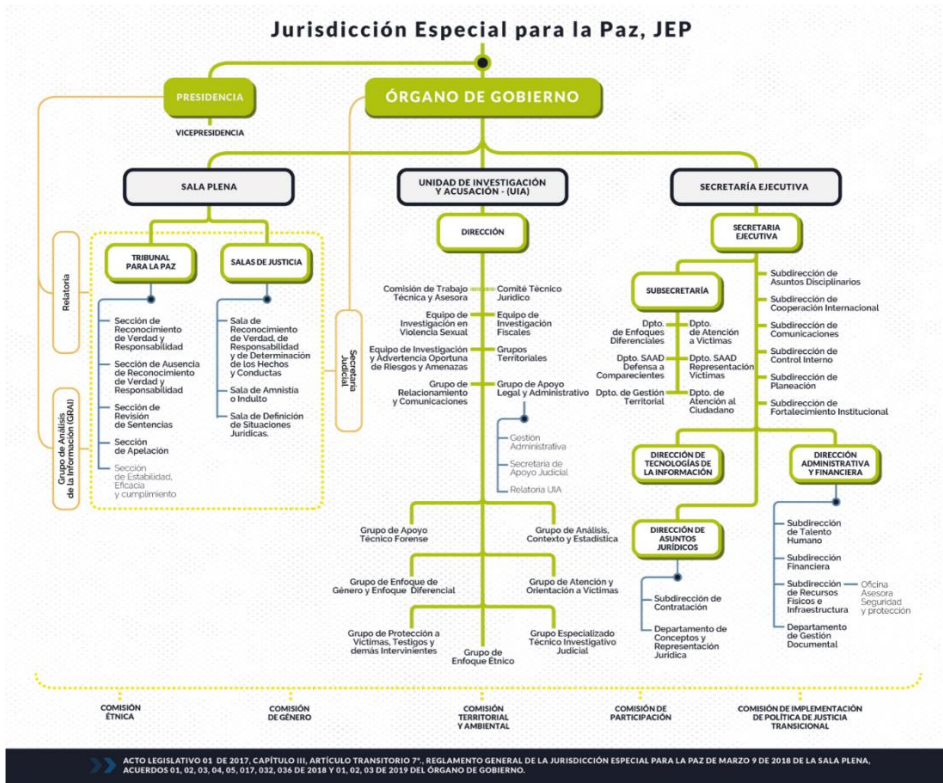 Jurisdicción Especial para la Paz, JEP
PRESIDENCIA
VICEPRESIDENCIA
ÓRGANO DE GOBIERNO
SALA PLENA
UNIDAD DE INVESTIGACIÓN
Y ACUSACIÓN - (UIA)
SECRETARÍA EJECUTIVA
Relatoría
Grupo de Análisis
de la Información (GRAI)
TRIBUNAL
PARA LA PAZ
Sección de
Reconocimiento
de Verdad y
Responsabilidad
Sección de Ausencia
de Reconocimiento
de Verdad y
Responsabilidad
Sección de
Revisión
de Sentencias
Sección
de Apelación
Sección
de Estabilidad,
Eficacia
y cumplimiento
SALAS DE JUSTICIA
Sala de
Reconocimiento
de Verdad, de
Responsabilidad
y de Determinación
de los Hechos
y Conductas
Sala de Amnistía
o Indulto
Sala de Definición
de Situaciones
Jurídicas.
Secretaría
Judicial
DIRECCIÓN
Comisión de Trabajo
Técnica y Asesora
Comité Técnico
Jurídico
Equipo de
Investigación en
Violencia Sexual
Equipo de
Investigación
Fiscales
Equipo de Investigación
y Advertencia Oportuna
de Riesgos y Amenazas
Grupos
Territoriales
Grupo de
Relacionamiento
y Comunicaciones
Grupo de Apoyo
Legal y Administrativo
Gestión
Administrativa
Secretaría de
Apoyo Judicial
Relatoría UIA
Grupo de Apoyo
Técnico Forense
Grupo de Análisis,
Contexto y Estadística
Grupo de Enfoque de
Género y Enfoque Diferencial
Grupo de Atención y
Orientación a Víctimas
Grupo de Protección a
Víctimas, Testigos y
demás Intervinientes
Grupo de
Enfoque Étnico
Grupo Especializado
Técnico Investigativo
Judicial
SECRETARIA
EJECUTIVA
SUBSECRETARÍA
Dpto.
de Enfoques
Diferenciales
Dpto.
de Atención
a Víctimas
Dpto. SAAD
Defensa a
Comparecientes
Dpto. SAAD
Representación
Víctimas
Dpto. de Gestión
Territorial
Dpto. de
Atención al
Ciudadano
Subdirección de
Asuntos Disciplinarios
Subdirección de
Cooperación Internacional
Subdirección de
Comunicaciones
Subdirección de
Control Interno
Subdirección de
Planeación
Subdirección de
Fortalecimiento Institucional
DIRECCIÓN DE
TECNOLOGÍAS DE
LA INFORMACIÓN
DIRECCIÓN
ADMINISTRATIVA
Y FINANCIERA
DIRECCIÓN DE
ASUNTOS
JURÍDICOS
Subdirección de
Contratación
Departamento de
Conceptos y
Representación
Jurídica
Subdirección
de Talento
Humano
Subdirección
Financiera
Subdirección
de Recursos
Físicos e
Infraestructura
Oficina
Asesora
Seguridad
y protección
Departamento
de Gestión
Documental
COMISIÓN
ÉTNICA
COMISIÓN
DE GÉNERO
COMISIÓN
TERRITORIAL
Y AMBIENTAL
COMISIÓN DE
PARTICIPACIÓN
COMISIÓN DE IMPLEMENTACIÓN
DE POLÍTICA DE JUSTICIA
TRANSICIONAL
ACTO LEGISLATIVO 01 DE 2017, CAPÍTULO III, ARTÍCULO TRANSITORIO 7°., REGLAMENTO GENERAL DE LA JURISDICCIÓN ESPECIAL PARA LA PAZ DE MARZO 9 DE 2018 DE LA SALA PLENA,
ACUERDOS 01, 02, 03, 04, 05, 017, 032, 036 DE 2018 Y 01, 02, 03 DE 2019 DEL ÓRGANO DE GOBIERNO.